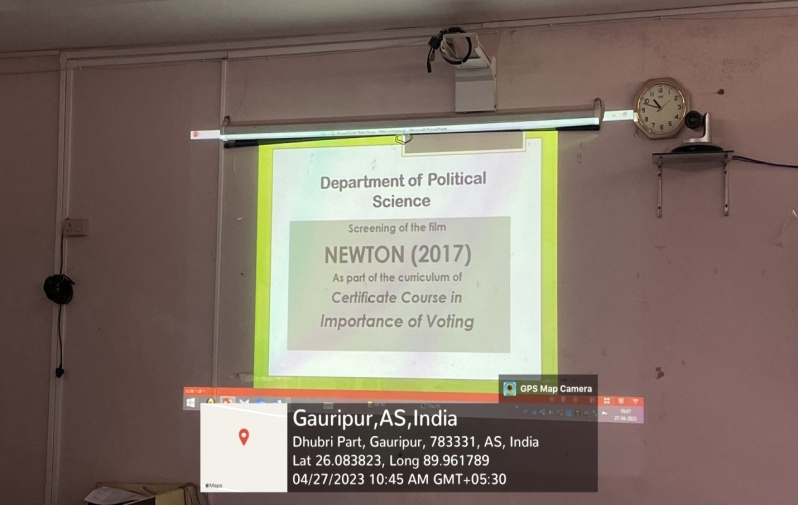 Department of Political
Science
Screening of the film
NEWTON (2017)
As part of the curriculum of
Certificate Course in
Importance of Voting
GPS Map Camera
Gauripur,AS,India
Dhubri Part, Gauripur, 783331, AS, India
Lat 26.083823, Long 89.961789
04/27/2023 10:45 AM GMT+05:30
Maps